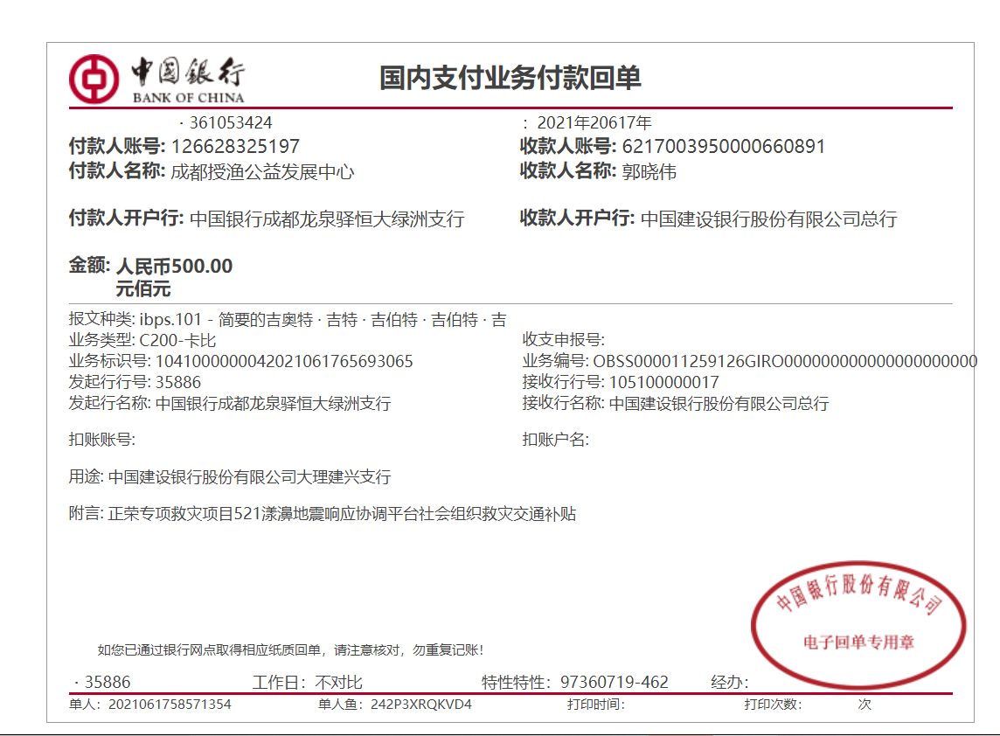 中国銀行
BANK OF CHINA
国内支付业务付款回单
· 361053424
: 2021年20617年
付款人账号: 126628325197
收款人账号: 6217003950000660891
付款人名称: 成都授渔公益发展中心
收款人名称: 郭晓伟
付款人开户行: 中国银行成都龙泉驿恒大绿洲支行
收款人开户行: 中国建设银行股份有限公司总行
金额: 人民币500.00
元佰元
报文种类: ibps.101 - 简要的吉奥特 · 吉特 · 吉伯特 · 吉伯特 · 吉
业务类型: C200-卡比
收支申报号:
业务标识号: 1041000000042021061765693065
业务编号: OBSS000011259126GIRO000000000000000000000
发起行行号: 35886
接收行行号: 105100000017
发起行名称: 中国银行成都龙泉驿恒大绿洲支行
接收行名称: 中国建设银行股份有限公司总行
扣账账号:
扣账户名:
用途: 中国建设银行股份有限公司大理建兴支行
附言: 正荣专项救灾项目521漾濞地震响应协调平台社会组织救灾交通补贴
中国银行股份有限公司
电子回单专用章
如您已通过银行网点取得相应纸质回单，请注意核对，勿重复记账！
· 35886
工作日：不对比
特性特性：97360719-462
经办：
单人：2021061758571354
单人鱼：242P3XRQKVD4
打印时间：
打印次数：
次